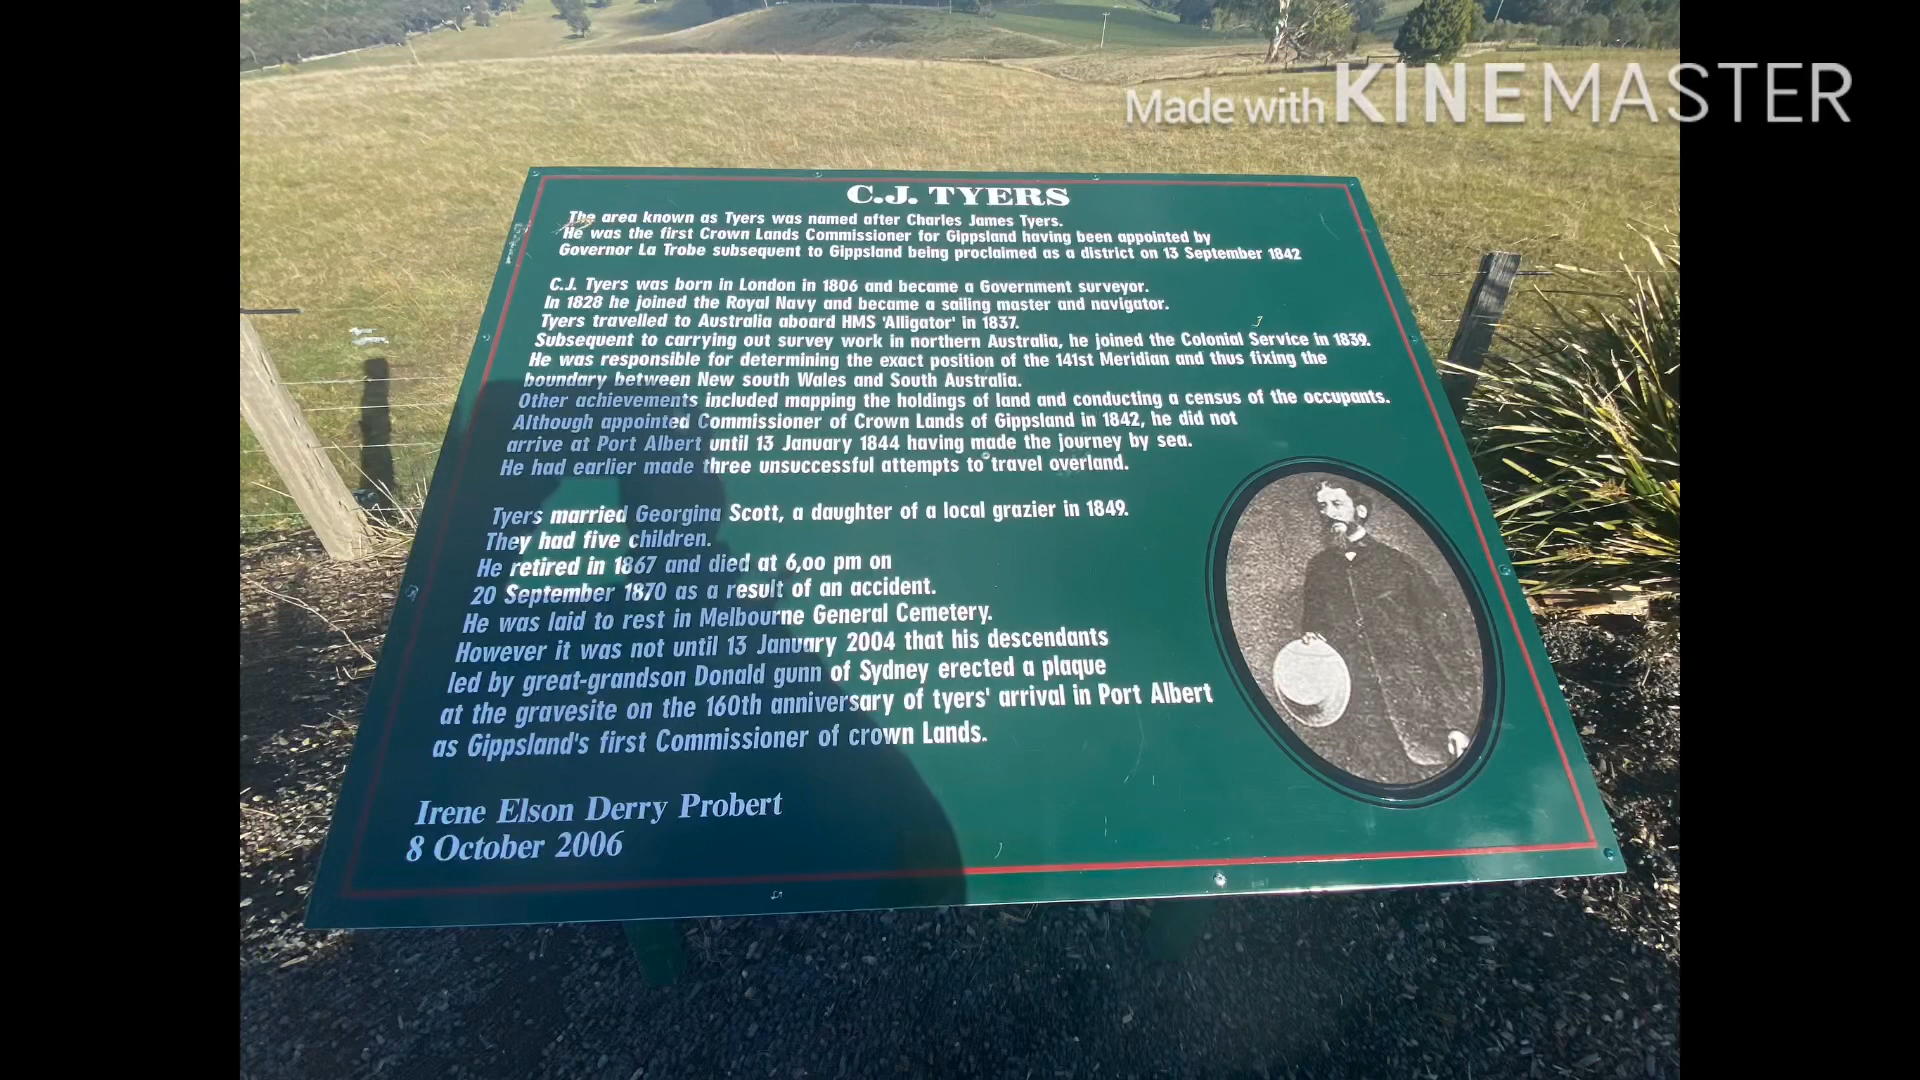 Made with KINEMASTER
C.J. TYERS
The area known as Tyers was named after Charles James Tyers.
He was the first Crown Lands Commissioner for Gippsland having been appointed by
Governor La Trobe subsequent to Gippsland being proclaimed as a district on 13 September 1842
C.J. Tyers was born in London in 1806 and became a Government surveyor.
In 1828 he joined the Royal Navy and became a sailing master and navigator.
Tyers travelled to Australia aboard HMS 'Alligator' in 1837.
Subsequent to carrying out survey work in northern Australia, he joined the Colonial Service in 1839.
He was responsible for determining the exact position of the 141st Meridian and thus fixing the
boundary between New south Wales and South Australia.
Other achievements included mapping the holdings of land and conducting a census of the occupants.
Although appointed Commissioner of Crown Lands of Gippsland in 1842, he did not
arrive at Port Albert until 13 January 1844 having made the journey by sea.
He had earlier made three unsuccessful attempts to travel overland.
Tyers married Georgina Scott, a daughter of a local grazier in 1849.
They had five children.
He retired in 1867 and died at 6,oo pm on
20 September 1870 as a result of an accident.
He was laid to rest in Melbourne General Cemetery.
However it was not until 13 January 2004 that his descendants
led by great-grandson Donald gunn of Sydney erected a plaque
at the gravesite on the 160th anniversary of tyers' arrival in Port Albert
as Gippsland's first Commissioner of crown Lands.
Irene Elson Derry Probert
8 October 2006